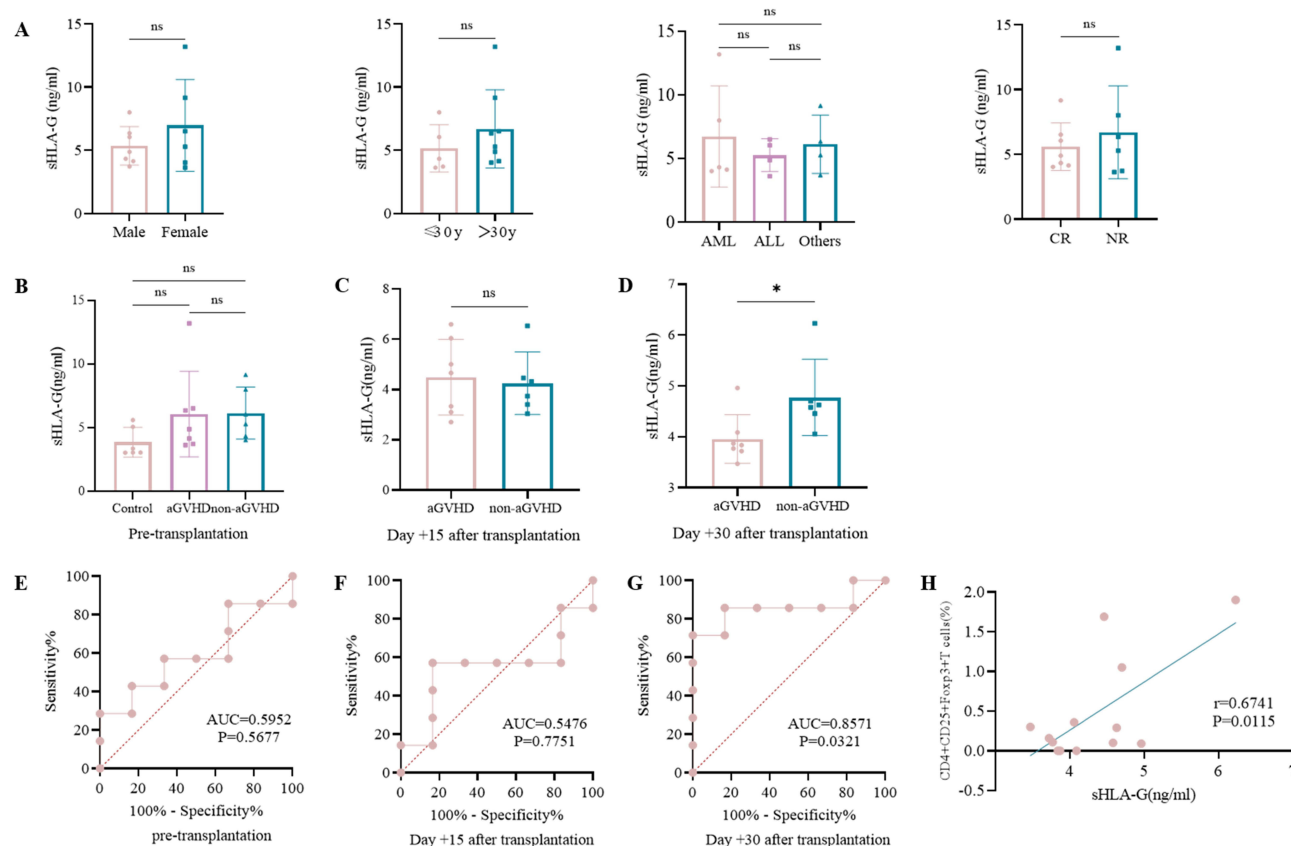 A
sHLA-G (ng/ml)
15
10
5
0
ns
Male Female
sHLA-G (ng/ml)
15
10
5
0
ns
≤30y >30y
sHLA-G (ng/ml)
15
10
5
0
ns
ns
ns
AML ALL Others
sHLA-G (ng/ml)
15
10
5
0
ns
CR NR
B
sHLA-G(ng/ml)
15
10
5
0
ns
ns
ns
Control aGVHD non-aGVHD
Pre-transplantation
C
sHLA-G(ng/ml)
8
6
4
2
0
ns
aGVHD non-aGVHD
Day +15 after transplantation
D
sHLA-G(ng/ml)
7
6
5
4
3
*
aGVHD non-aGVHD
Day +30 after transplantation
E
Sensitivity%
100
80
60
40
20
0
AUC=0.5952
P=0.5677
0 20 40 60 80 100
100% - Specificity%
pre-transplantation
F
Sensitivity%
100
80
60
40
20
0
AUC=0.5476
P=0.7751
0 20 40 60 80 100
100% - Specificity%
Day +15 after transplantation
G
Sensitivity%
100
80
60
40
20
0
AUC=0.8571
P=0.0321
0 20 40 60 80 100
100% - Specificity%
Day +30 after transplantation
H
CD4+CD25+Foxp3+T cells(%)
2.0
1.5
1.0
0.5
0.0
-0.5
r=0.6741
P=0.0115
4 5 6 7
sHLA-G(ng/ml)